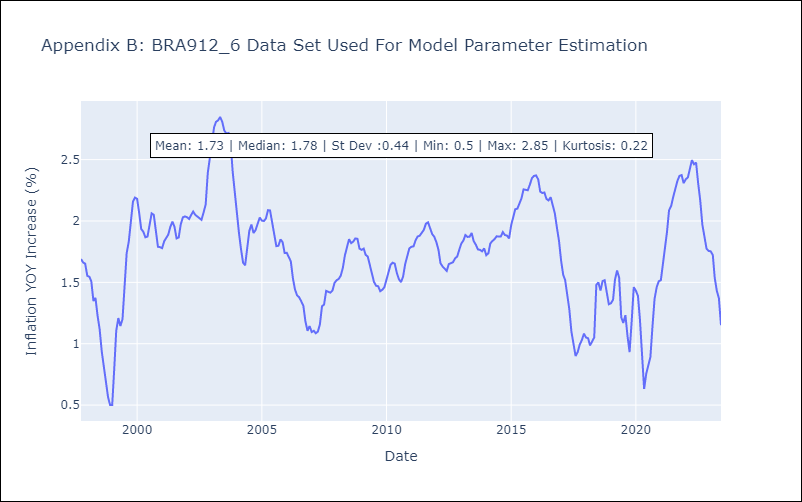 Appendix B: BRA912_6 Data Set Used For Model Parameter Estimation
Mean: 1.73 | Median: 1.78 | St Dev :0.44 | Min: 0.5 | Max: 2.85 | Kurtosis: 0.22
Inflation YOY Increase (%)
2.5
2
1.5
1
0.5
2000
2005
2010
2015
2020
Date